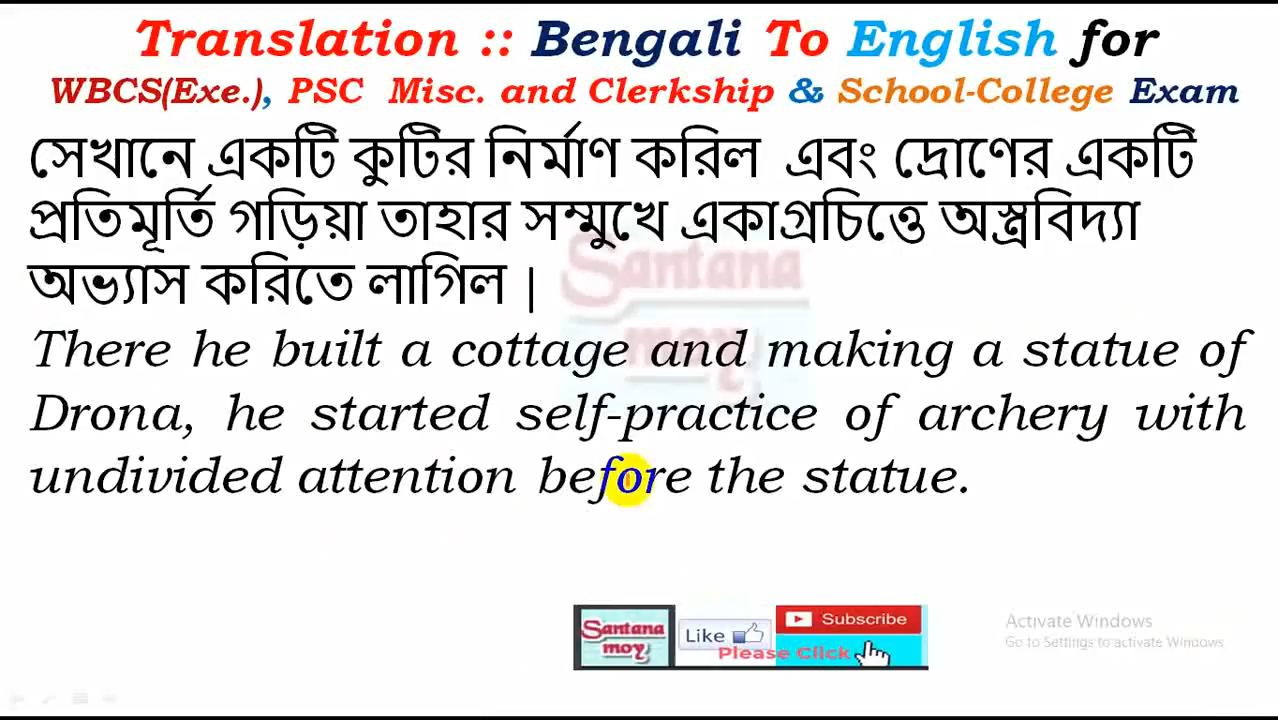 Translation :: Bengali To English for
WBCS(Exe.), PSC Misc. and Clerkship & School-College Exam
সেখানে একটি কুটির নির্মাণ করিল এবং দ্রোণের একটি
প্রতিমূর্তি গড়িয়া তাহার সম্মুখে একাগ্রচিত্তে অস্ত্রবিদ্যা
অভ্যাস করিতে লাগিল |
There he built a cottage and making a statue of
Drona, he started self-practice of archery with
undivided attention before the statue.
Santana
moy
Santana
moy
Like
Subscribe
Please Click
Activate Windows
Go to Settings to activate Windows